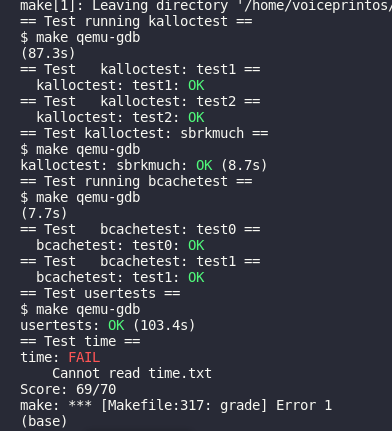 make[1]: Leaving directory '/home/voiceprintos/
== Test running kalloctest ==
$ make qemu-gdb
(87.3s)
== Test   kalloctest: test1 ==
  kalloctest: test1: OK
== Test   kalloctest: test2 ==
  kalloctest: test2: OK
== Test kalloctest: sbrkmuch ==
$ make qemu-gdb
kalloctest: sbrkmuch: OK (8.7s)
== Test running bcachetest ==
$ make qemu-gdb
(7.7s)
== Test   bcachetest: test0 ==
  bcachetest: test0: OK
== Test   bcachetest: test1 ==
  bcachetest: test1: OK
== Test usertests ==
$ make qemu-gdb
usertests: OK (103.4s)
== Test time ==
time: FAIL
    Cannot read time.txt
Score: 69/70
make: *** [Makefile:317: grade] Error 1
(base)